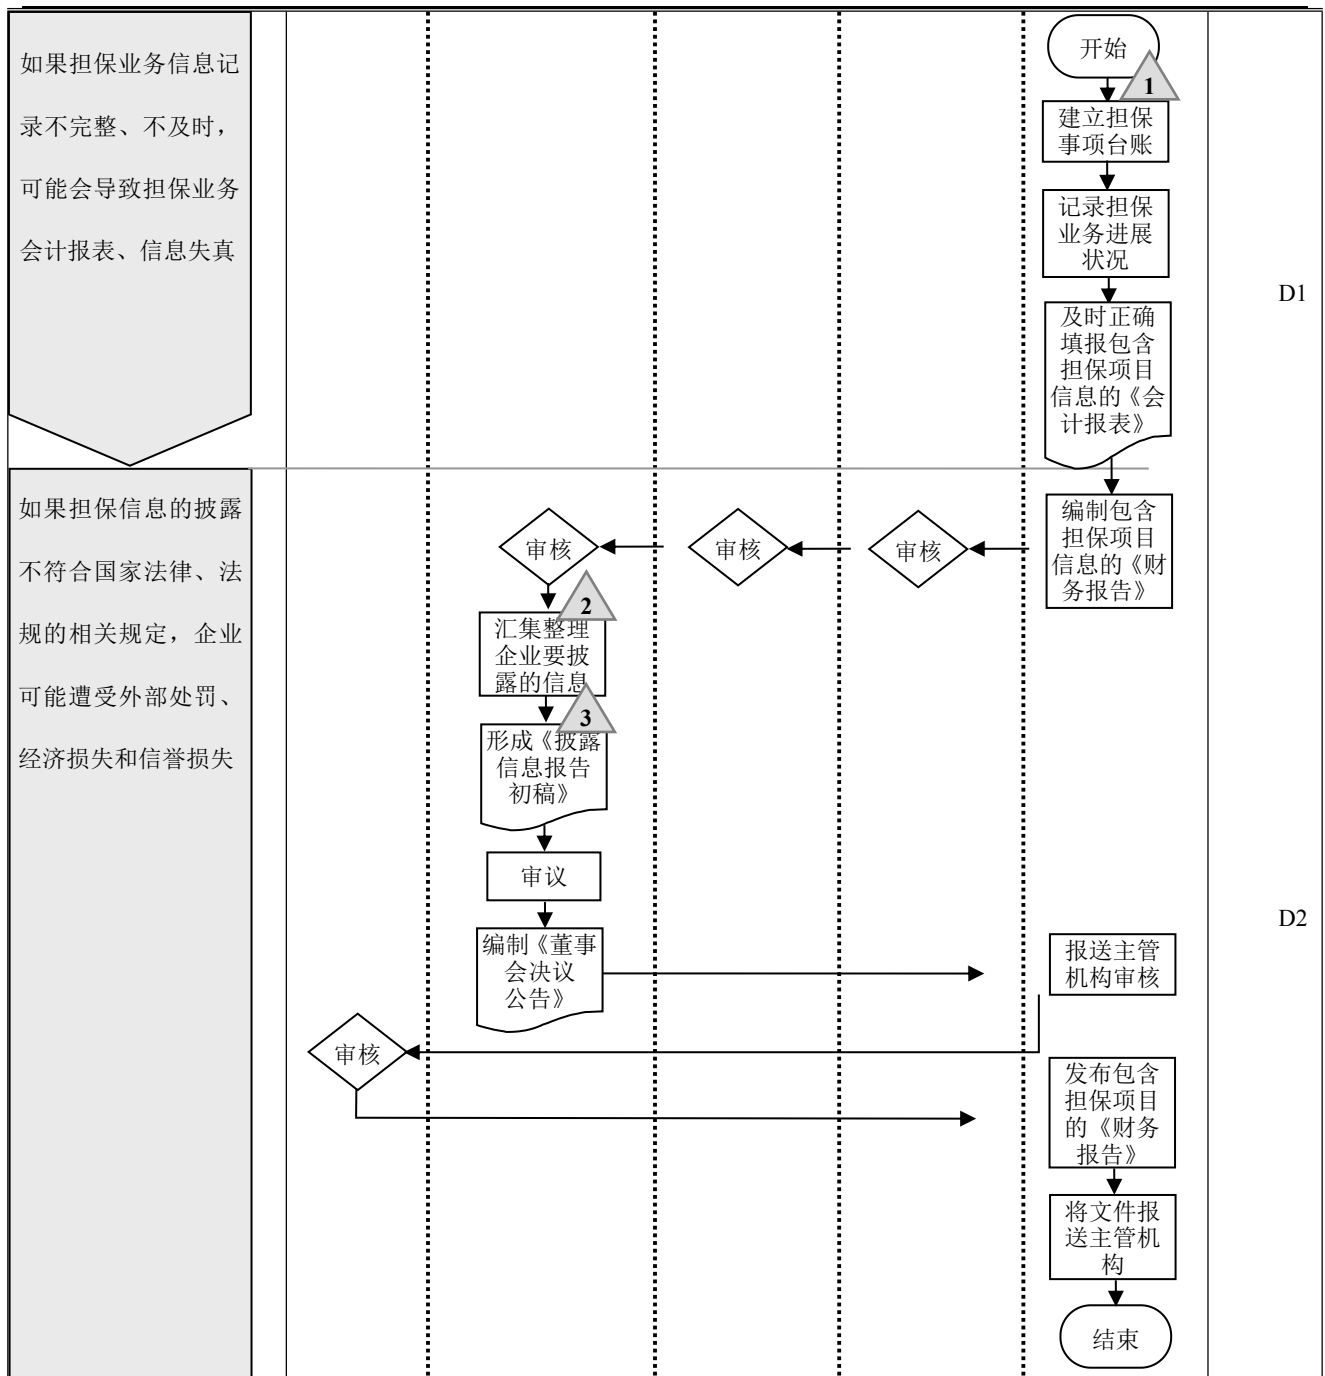 如果担保业务信息记
录不完整、不及时，
可能会导致担保业务
会计报表、信息失真
开始
1
建立担保
事项台账
记录担保
业务进展
状况
D1
及时正确
填报包含
担保项目
信息的《会
计报表》
如果担保信息的披露
不符合国家法律、法
规的相关规定，企业
可能遭受外部处罚、
经济损失和信誉损失
编制包含
担保项目
信息的《财
务报告》
审核
审核
审核
2
汇集整理
企业要披
露的信息
3
形成《披露
信息报告
初稿》
审议
D2
编制《董事
会决议
公告》
报送主管
机构审核
审核
发布包含
担保项目
的《财务
报告》
将文件报
送主管机
构
结束